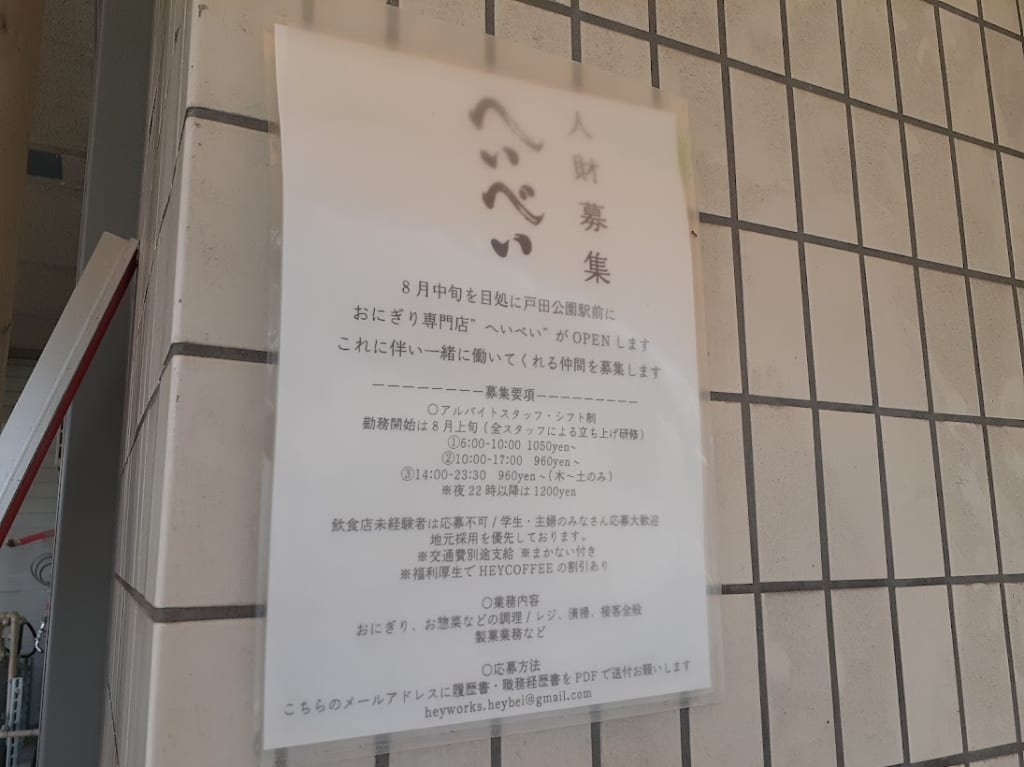 人財募集
へいべい
8月中旬を目処に戸田公園駅前に
おにぎり専門店"へいべい"がOPENします
これに伴い一緒に働いてくれる仲間を募集します
ーーーーーーーー募集要項ーーーーーーーー
○アルバイトスタッフ・シフト制
勤務開始は8月上旬(全スタッフによる立ち上げ研修)
①6:00-10:00 1050yen~
②10:00-17:00 960yen~
③14:00-23:30 960yen~(木~土のみ)
※夜22時以降は1200yen
飲食店未経験者は応募不可/学生・主婦のみなさん応募大歓迎
地元採用を優先しております。
※交通費別途支給 ※まかない付き
※福利厚生でHEYCOFFEEの割引あり
○業務内容
おにぎり、お惣菜などの調理/レジ、清掃、接客全般
製菓業務など
○応募方法
こちらのメールアドレスに履歴書・職務経歴書をPDFで送付お願いします
heyworks.heybei@gmail.com